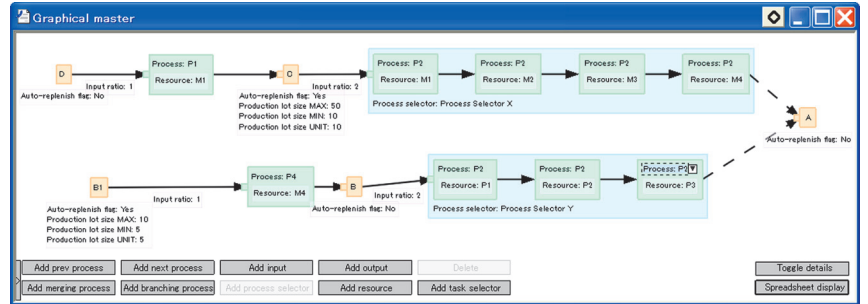 Graphical master
Process: P1
Resource: M1
D
Input ratio: 1
Auto-replenish flag: No
C
Input ratio: 2
Auto-replenish flag: Yes
Production lot size MAX: 50
Production lot size MIN: 10
Production lot size UNIT: 10
Process: P2
Resource: M1
Process: P2
Resource: M2
Process: P2
Resource: M3
Process: P2
Resource: M4
Process selector: Process Selector X
A
Auto-replenish flag: No
B1
Input ratio: 1
Auto-replenish flag: Yes
Production lot size MAX: 10
Production lot size MIN: 5
Production lot size UNIT: 5
Process: P4
Resource: M4
B
Input ratio: 2
Auto-replenish flag: No
Process: P2
Resource: P1
Process: P2
Resource: P2
Process: P2
Resource: P3
Process selector: Process Selector Y
Add prev process Add next process Add input Add output Delete Toggle details
Add merging process Add branching process Add process selector Add resource Add task selector Spreadsheet display